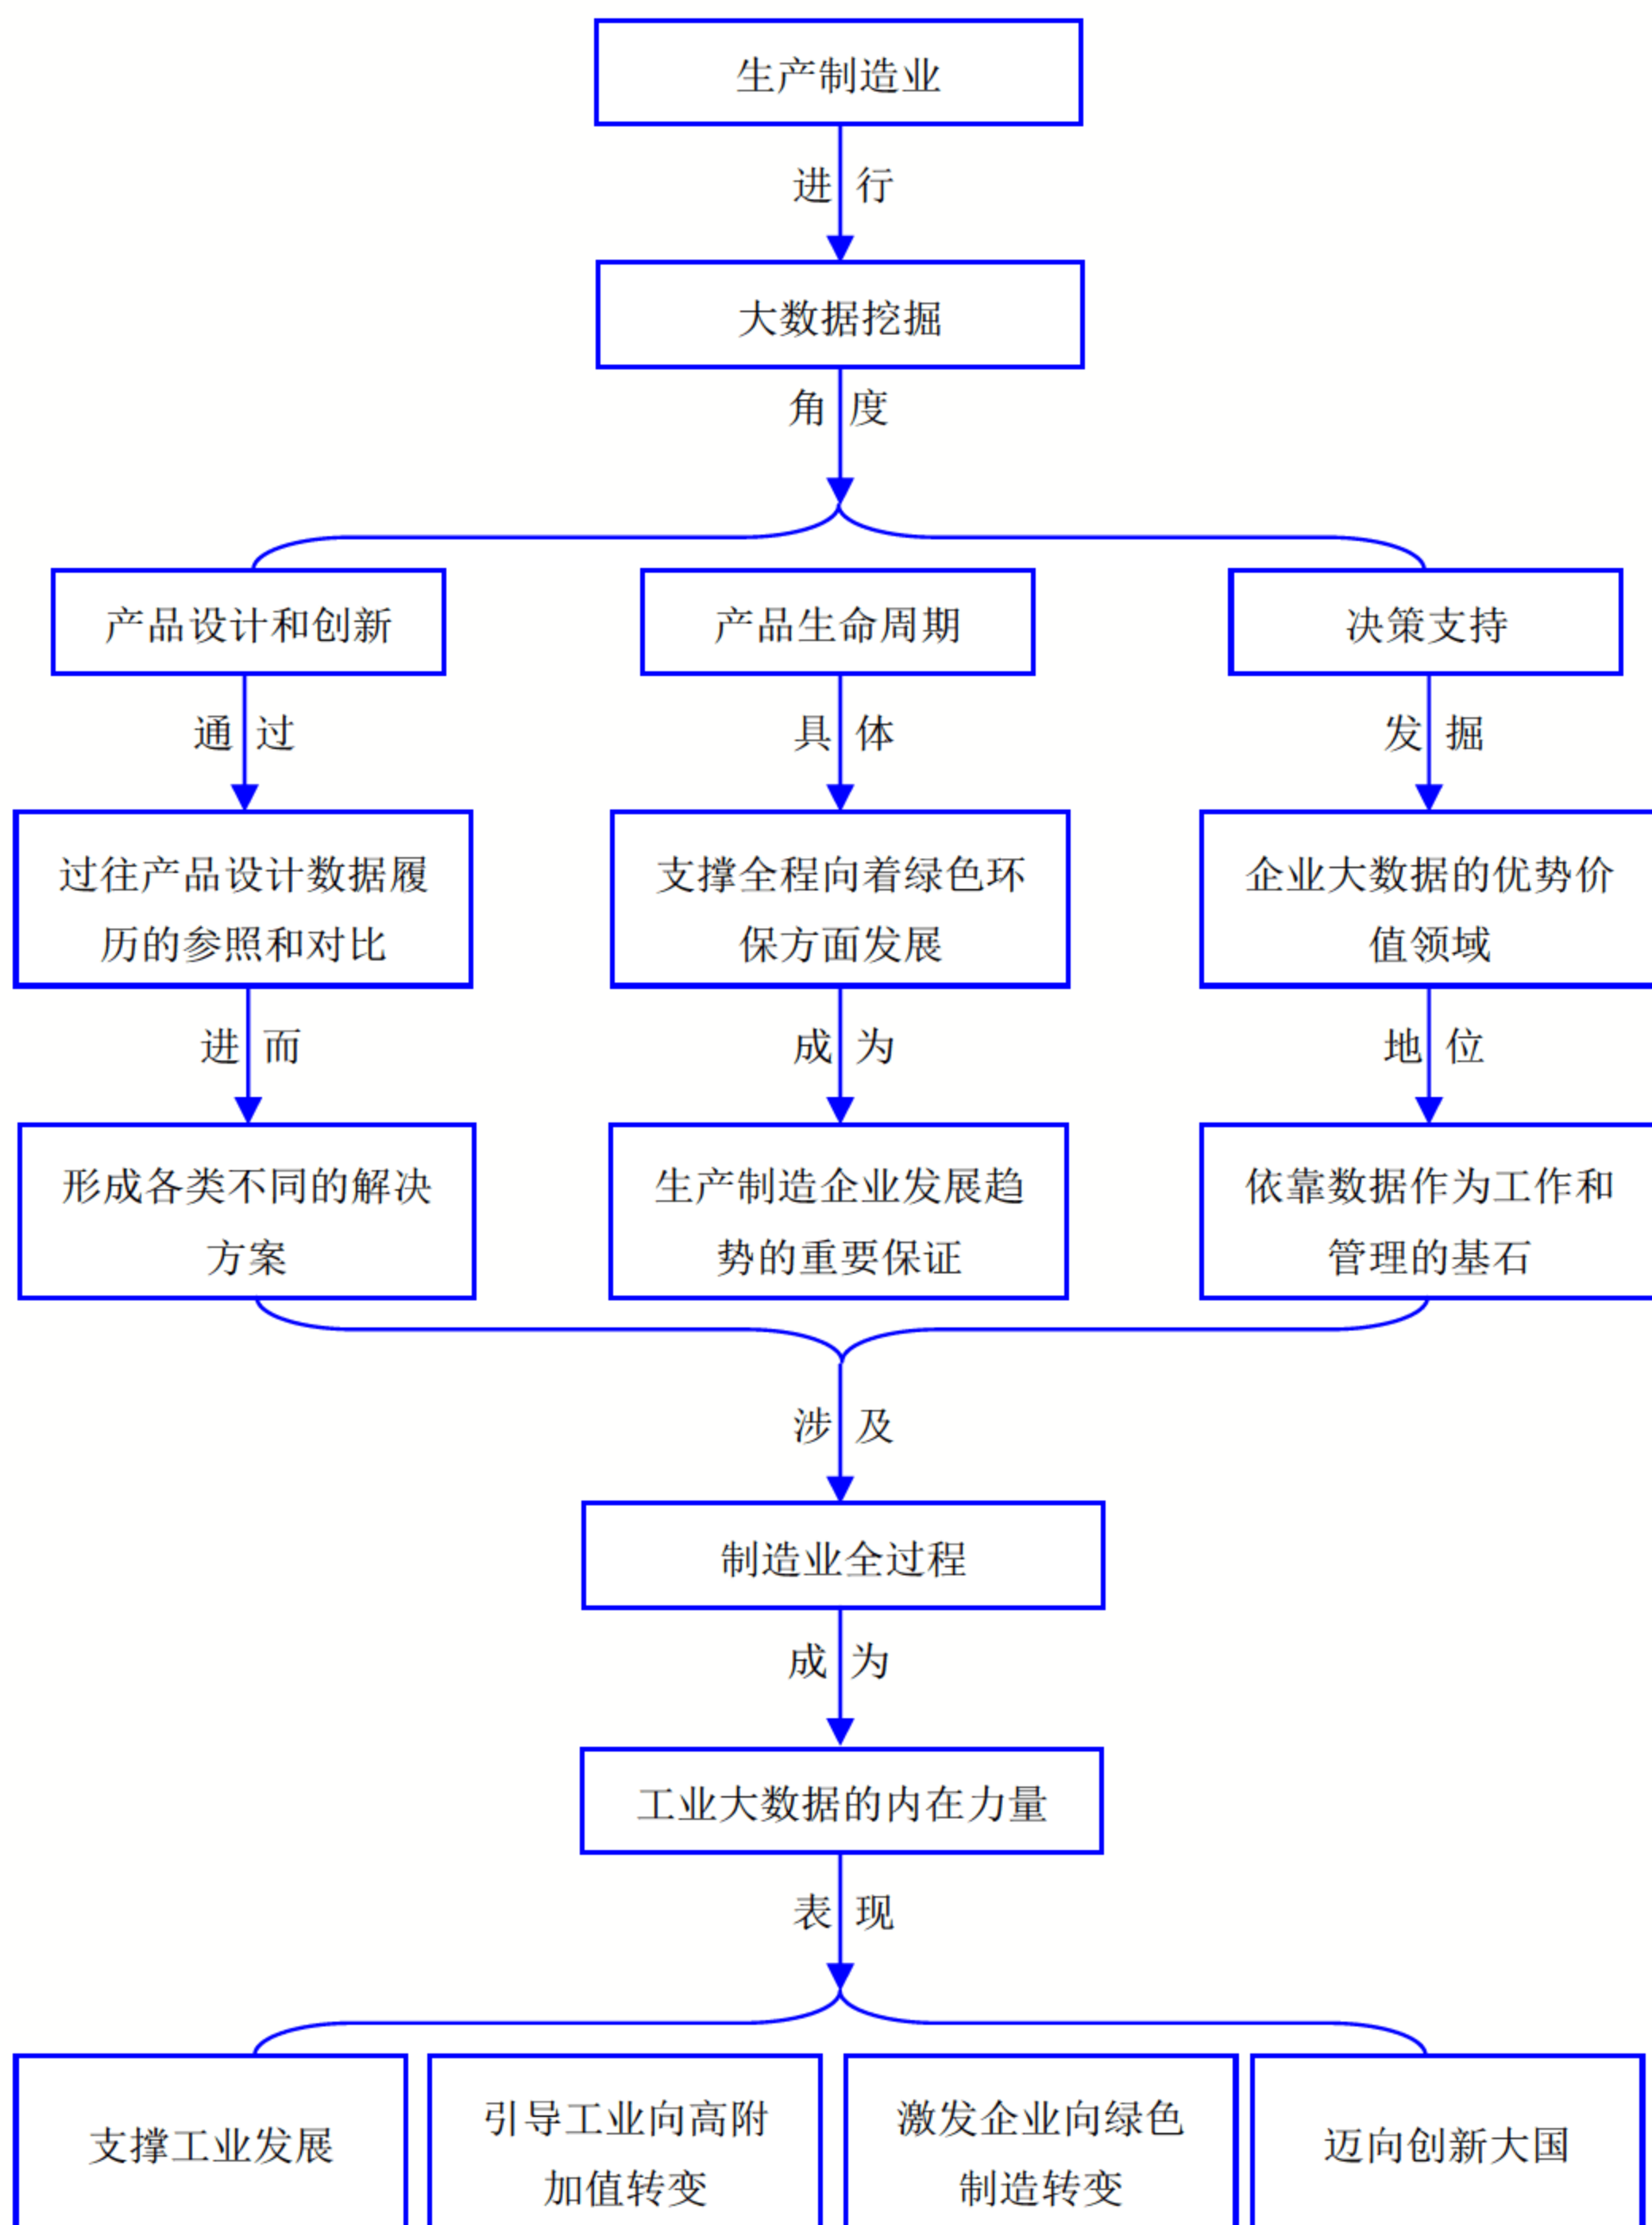 生产制造业
进行
大数据挖掘
角度
产品设计和创新
产品生命周期
决策支持
通过
具体
发掘
过往产品设计数据履
历的参照和对比
支撑全程向着绿色环
保方面发展
企业大数据的优势价
值领域
进而
成为
地位
形成各类不同的解决
方案
生产制造企业发展趋
势的重要保证
依靠数据作为工作和
管理的基石
涉及
制造业全过程
成为
工业大数据的内在力量
表现
支撑工业发展
引导工业向高附
加值转变
激发企业向绿色
制造转变
迈向创新大国